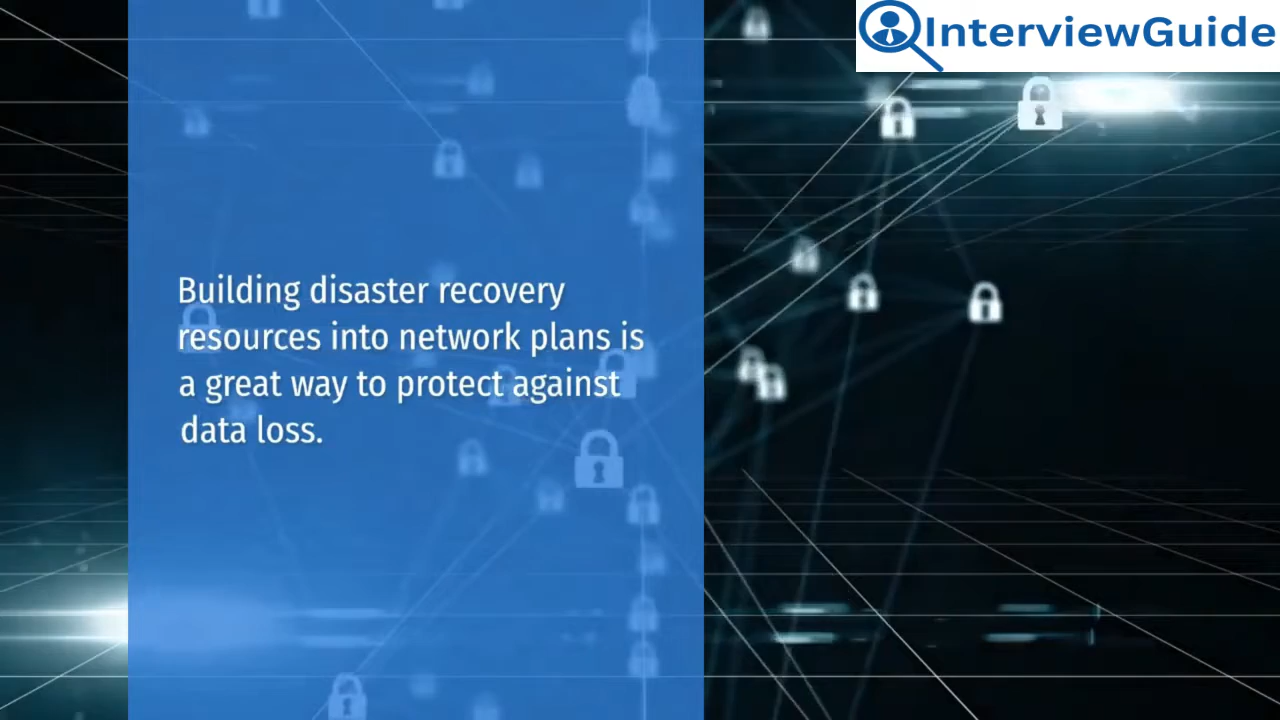 InterviewGuide
Building disaster recovery
resources into network plans is
a great way to protect against
data loss.